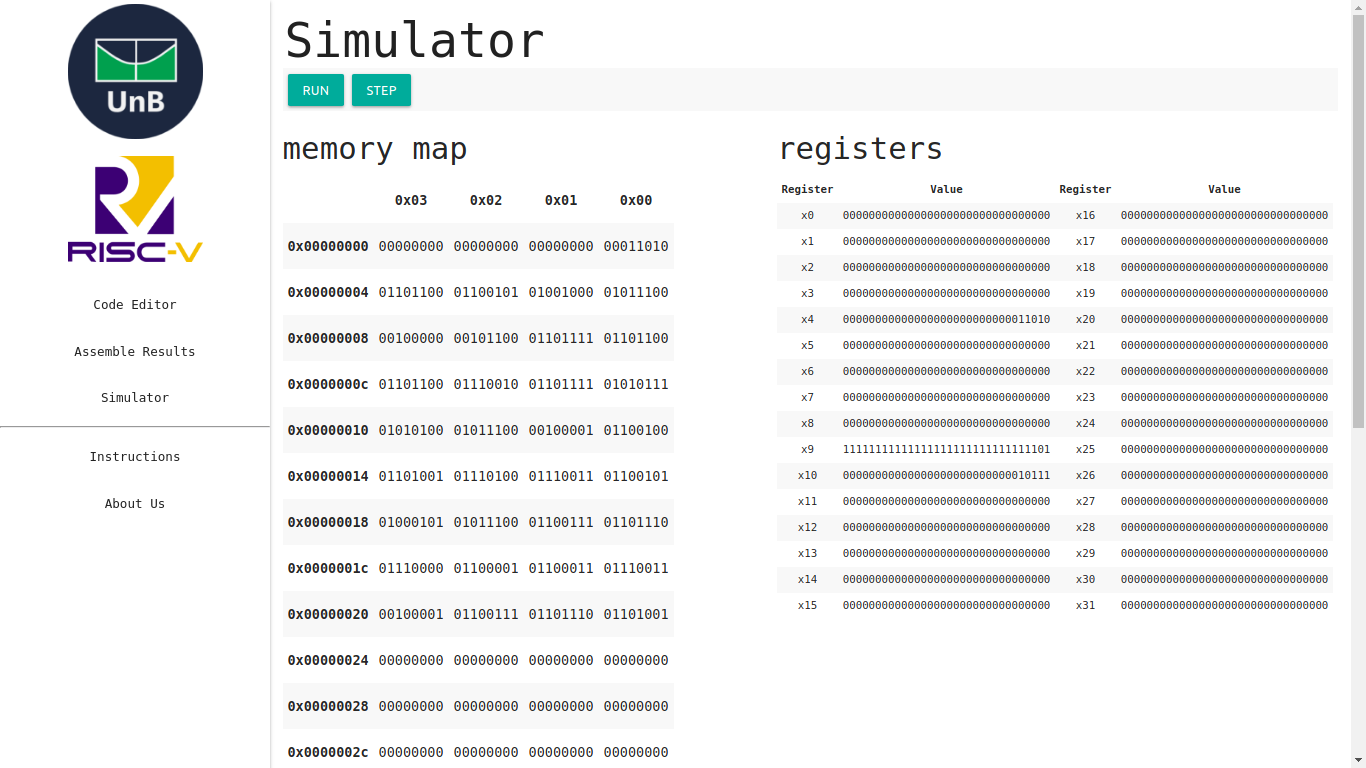 UnB
RISC-V
Code Editor
Assemble Results
Simulator
Instructions
About Us
Simulator
RUN STEP
memory map
0x03 0x02 0x01 0x00
0x00000000 00000000 00000000 00000000 00011010
0x00000004 01101100 01100101 01001000 01011100
0x00000008 00100000 00101100 01101111 01101100
0x0000000c 01101100 01110010 01101111 01010111
0x00000010 01010100 01011100 00100001 01100100
0x00000014 01101001 01110100 01110011 01100101
0x00000018 01000101 01011100 01100111 01101110
0x0000001c 01110000 01100001 01100011 01110011
0x00000020 00100001 01100111 01101110 01101001
0x00000024 00000000 00000000 00000000 00000000
0x00000028 00000000 00000000 00000000 00000000
0x0000002c 00000000 00000000 00000000 00000000
registers
Register Value Register Value
x0 00000000000000000000000000000000 x16 00000000000000000000000000000000
x1 00000000000000000000000000000000 x17 00000000000000000000000000000000
x2 00000000000000000000000000000000 x18 00000000000000000000000000000000
x3 00000000000000000000000000000000 x19 00000000000000000000000000000000
x4 00000000000000000000000000011010 x20 00000000000000000000000000000000
x5 00000000000000000000000000000000 x21 00000000000000000000000000000000
x6 00000000000000000000000000000000 x22 00000000000000000000000000000000
x7 00000000000000000000000000000000 x23 00000000000000000000000000000000
x8 00000000000000000000000000000000 x24 00000000000000000000000000000000
x9 11111111111111111111111111111101 x25 00000000000000000000000000000000
x10 00000000000000000000000000010111 x26 00000000000000000000000000000000
x11 00000000000000000000000000000000 x27 00000000000000000000000000000000
x12 00000000000000000000000000000000 x28 00000000000000000000000000000000
x13 00000000000000000000000000000000 x29 00000000000000000000000000000000
x14 00000000000000000000000000000000 x30 00000000000000000000000000000000
x15 00000000000000000000000000000000 x31 00000000000000000000000000000000